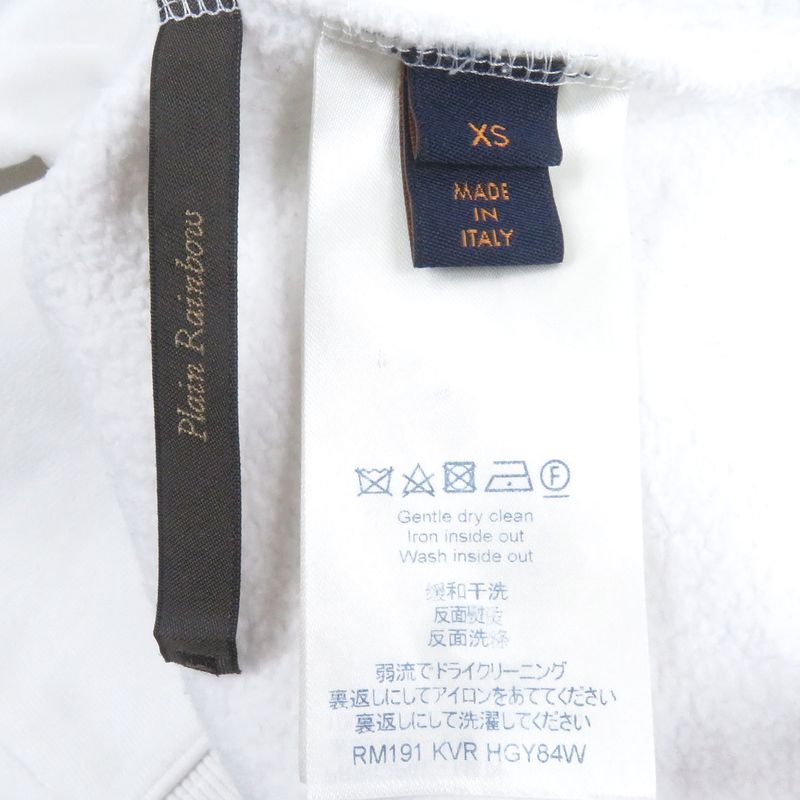 Plain Rainbow
XS
MADE
IN
ITALY
F
Gentle dry clean
Iron inside out
Wash inside out
缓和干洗
反面熨烫
反面洗涤
弱流でドライクリーニング
裏返しにしてアイロンをあててください
裏返しにして洗濯してください
RM191 KVR HGY84W